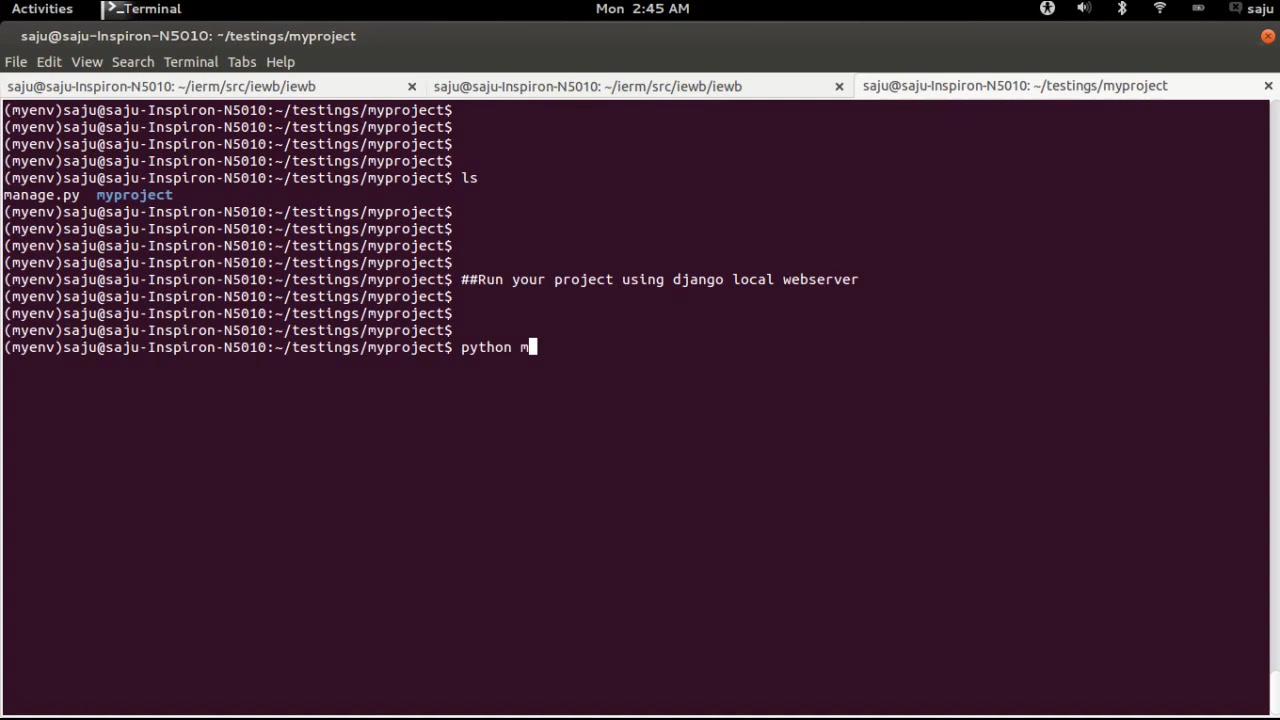 Activities Terminal Mon 2:45 AM saju
saju@saju-Inspiron-N5010: ~/testings/myproject
File Edit View Search Terminal Tabs Help
saju@saju-Inspiron-N5010: ~/ierm/src/iewb/iewb saju@saju-Inspiron-N5010: ~/ierm/src/iewb/iewb saju@saju-Inspiron-N5010: ~/testings/myproject
(myenv)saju@saju-Inspiron-N5010:~/testings/myproject$
(myenv)saju@saju-Inspiron-N5010:~/testings/myproject$
(myenv)saju@saju-Inspiron-N5010:~/testings/myproject$
(myenv)saju@saju-Inspiron-N5010:~/testings/myproject$
(myenv)saju@saju-Inspiron-N5010:~/testings/myproject$ ls
manage.py myproject
(myenv)saju@saju-Inspiron-N5010:~/testings/myproject$
(myenv)saju@saju-Inspiron-N5010:~/testings/myproject$
(myenv)saju@saju-Inspiron-N5010:~/testings/myproject$
(myenv)saju@saju-Inspiron-N5010:~/testings/myproject$
(myenv)saju@saju-Inspiron-N5010:~/testings/myproject$ ##Run your project using django local webserver
(myenv)saju@saju-Inspiron-N5010:~/testings/myproject$
(myenv)saju@saju-Inspiron-N5010:~/testings/myproject$
(myenv)saju@saju-Inspiron-N5010:~/testings/myproject$
(myenv)saju@saju-Inspiron-N5010:~/testings/myproject$ python m